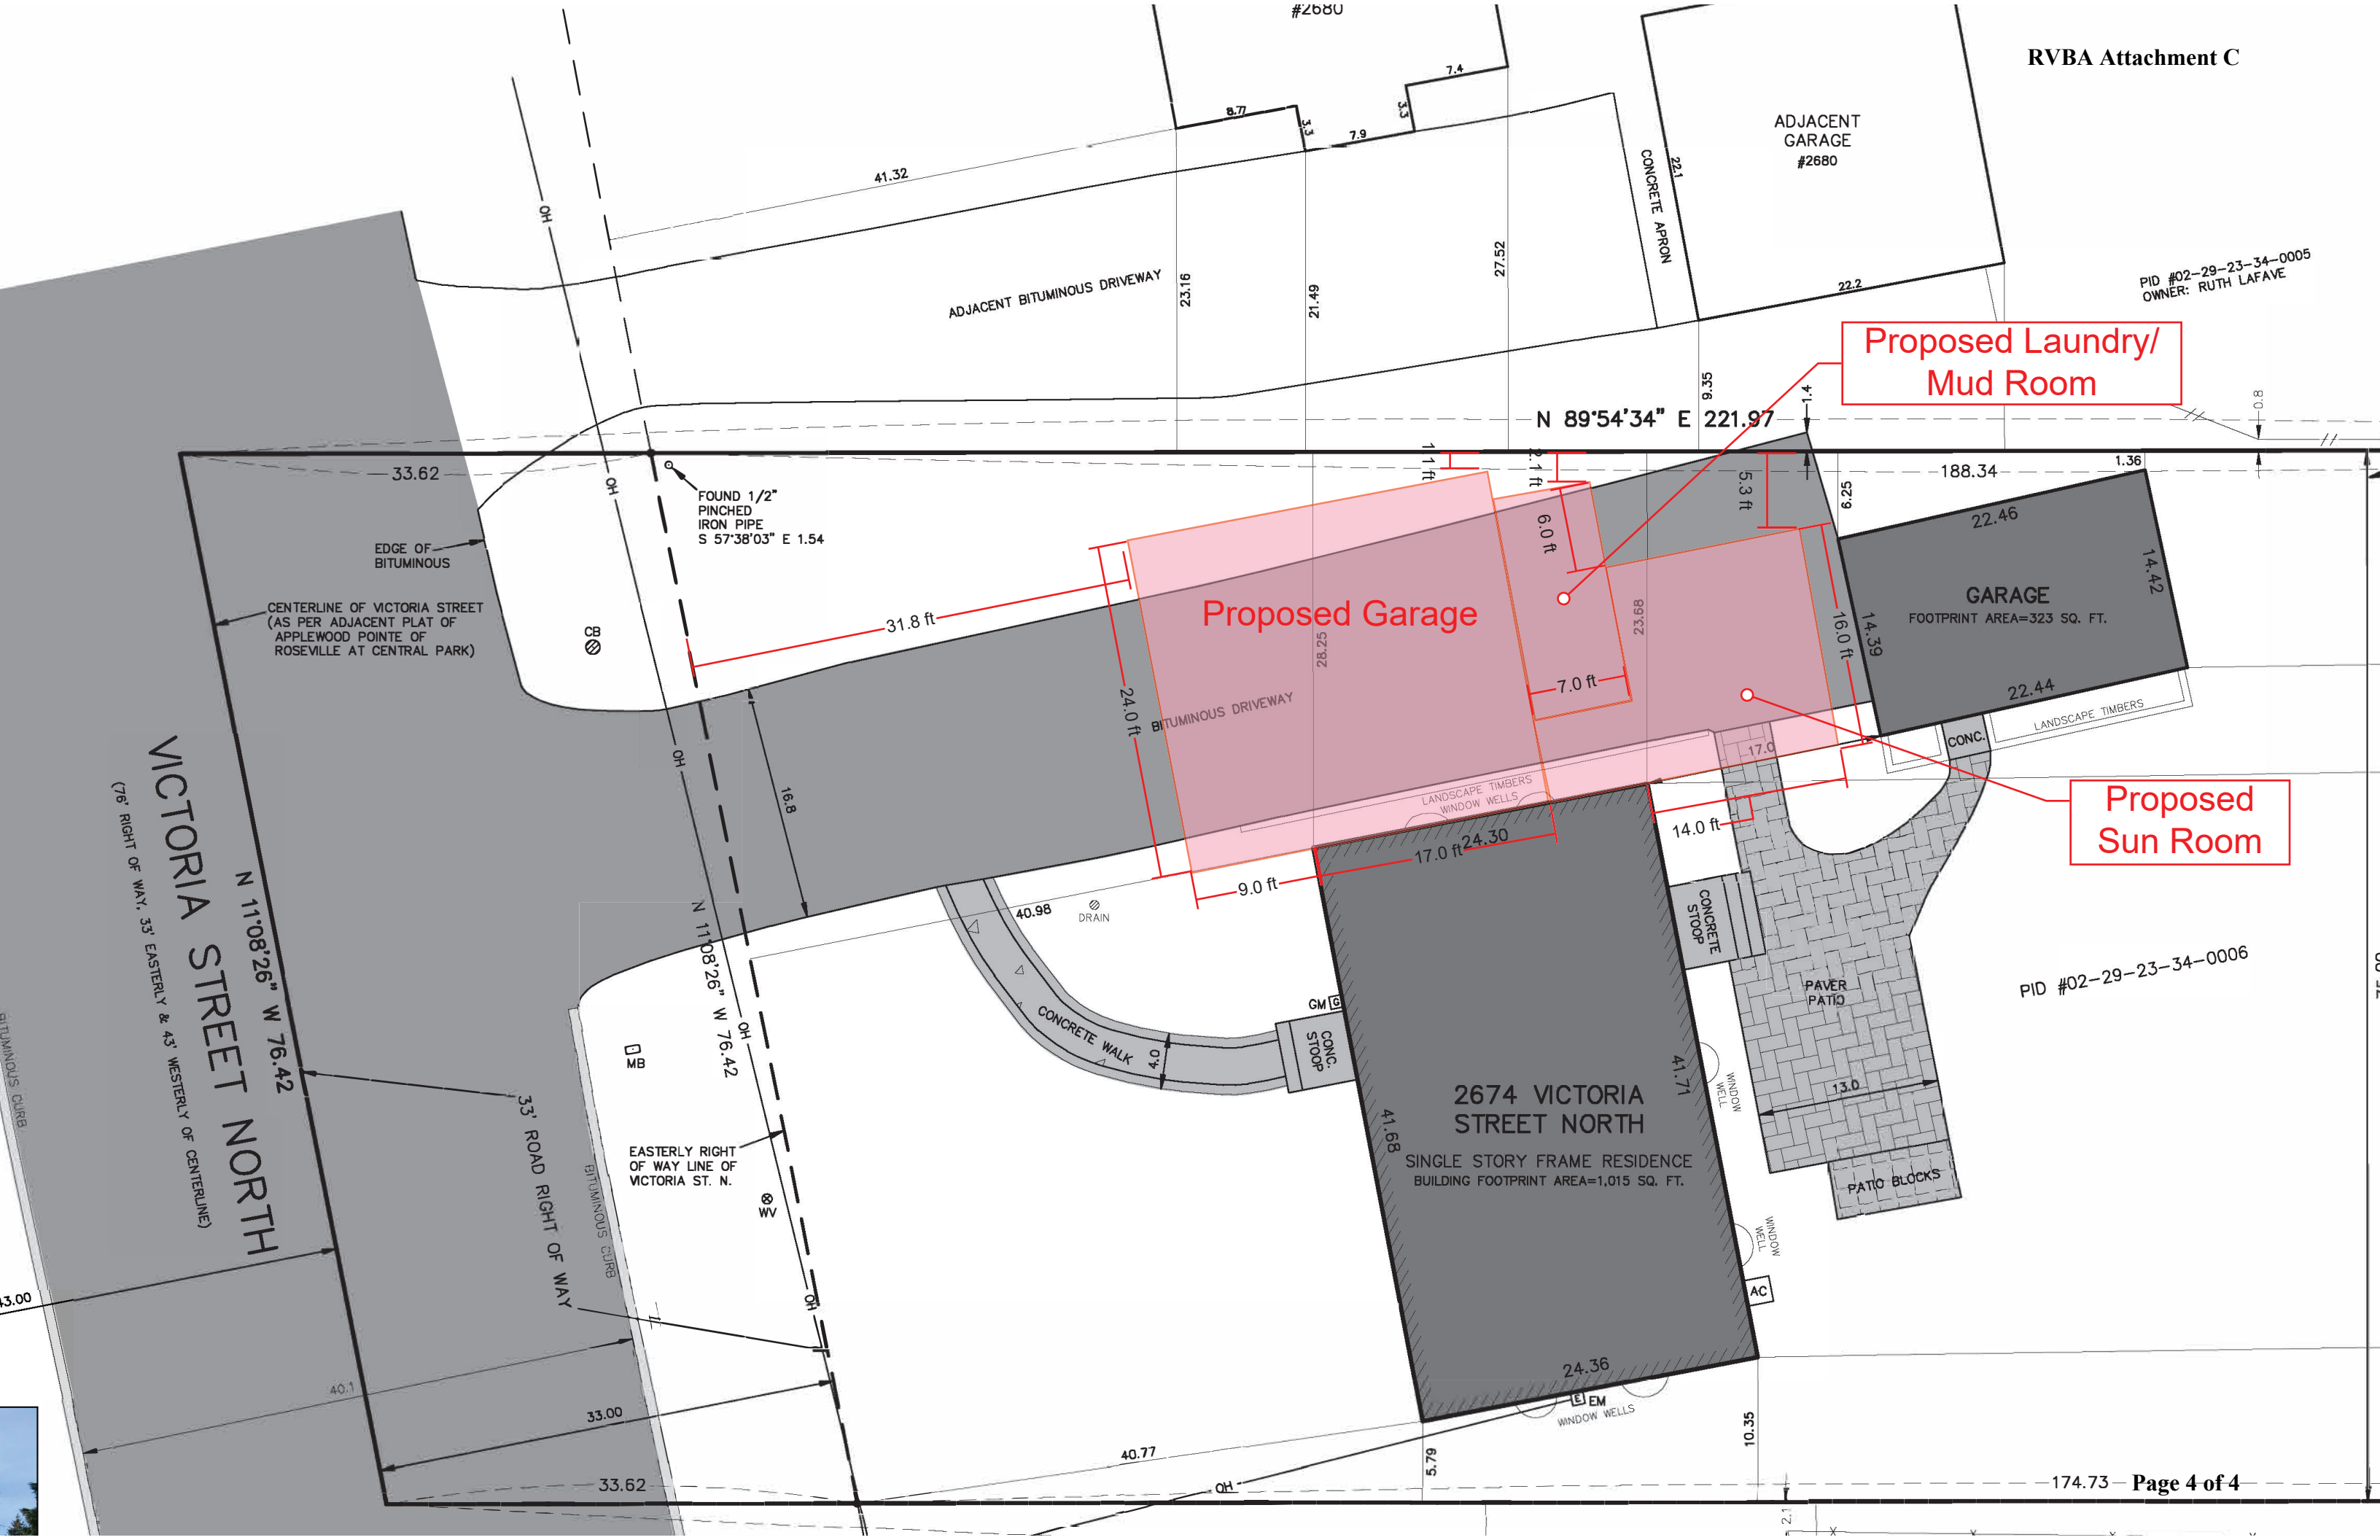 #2680
RVBA Attachment C
7.4
8.77
3.3
3.3
7.9
ADJACENT
GARAGE
#2680
22.1
CONCRETE APRON
41.32
OH
27.52
23.16
21.49
ADJACENT BITUMINOUS DRIVEWAY
22.2
PID #02-29-23-34-0005
OWNER: RUTH LAFAVE
Proposed Laundry/
Mud Room
9.35
1.4
0.8
N 89°54'34" E 221.97
33.62
188.34
1.36
OH
FOUND 1/2"
PINCHED
IRON PIPE
S 57°38'03" E 1.54
5.3 ft
6.25
6.0 ft
22.46
EDGE OF
BITUMINOUS
14.42
CENTERLINE OF VICTORIA STREET
(AS PER ADJACENT PLAT OF
APPLEWOOD POINTE OF
ROSEVILLE AT CENTRAL PARK)
CB
31.8 ft
Proposed Garage
28.25
23.68
16.0 ft
14.39
GARAGE
FOOTPRINT AREA=323 SQ. FT.
7.0 ft
22.44
24.0 ft
BITUMINOUS DRIVEWAY
LANDSCAPE TIMBERS
OH
17.0
CONC.
16.8
LANDSCAPE TIMBERS
WINDOW WELLS
Proposed
Sun Room
14.0 ft
24.30
17.0 ft
9.0 ft
40.98
DRAIN
VICTORIA STREET NORTH
(76' RIGHT OF WAY, 33' EASTERLY & 43' WESTERLY OF CENTERLINE)
N 11°08'26" W 76.42
N 11°08'26" W 76.42
OH
CONCRETE
STOOP
PAVER
PATIO
PID #02-29-23-34-0006
GM
G
CONCRETE WALK
4.0
CONC.
STOOP
MB
BITUMINOUS CURB
33' ROAD RIGHT OF WAY
41.71
WINDOW
WELL
13.0
2674 VICTORIA
STREET NORTH
SINGLE STORY FRAME RESIDENCE
BUILDING FOOTPRINT AREA=1,015 SQ. FT.
41.68
EASTERLY RIGHT
OF WAY LINE OF
VICTORIA ST. N.
WV
BITUMINOUS CURB
PATIO BLOCKS
WINDOW
WELL
AC
OH
43.00
40.1
33.00
24.36
E
EM
WINDOW WELLS
40.77
5.79
10.35
33.62
OH
174.73
Page 4 of 4
2.1